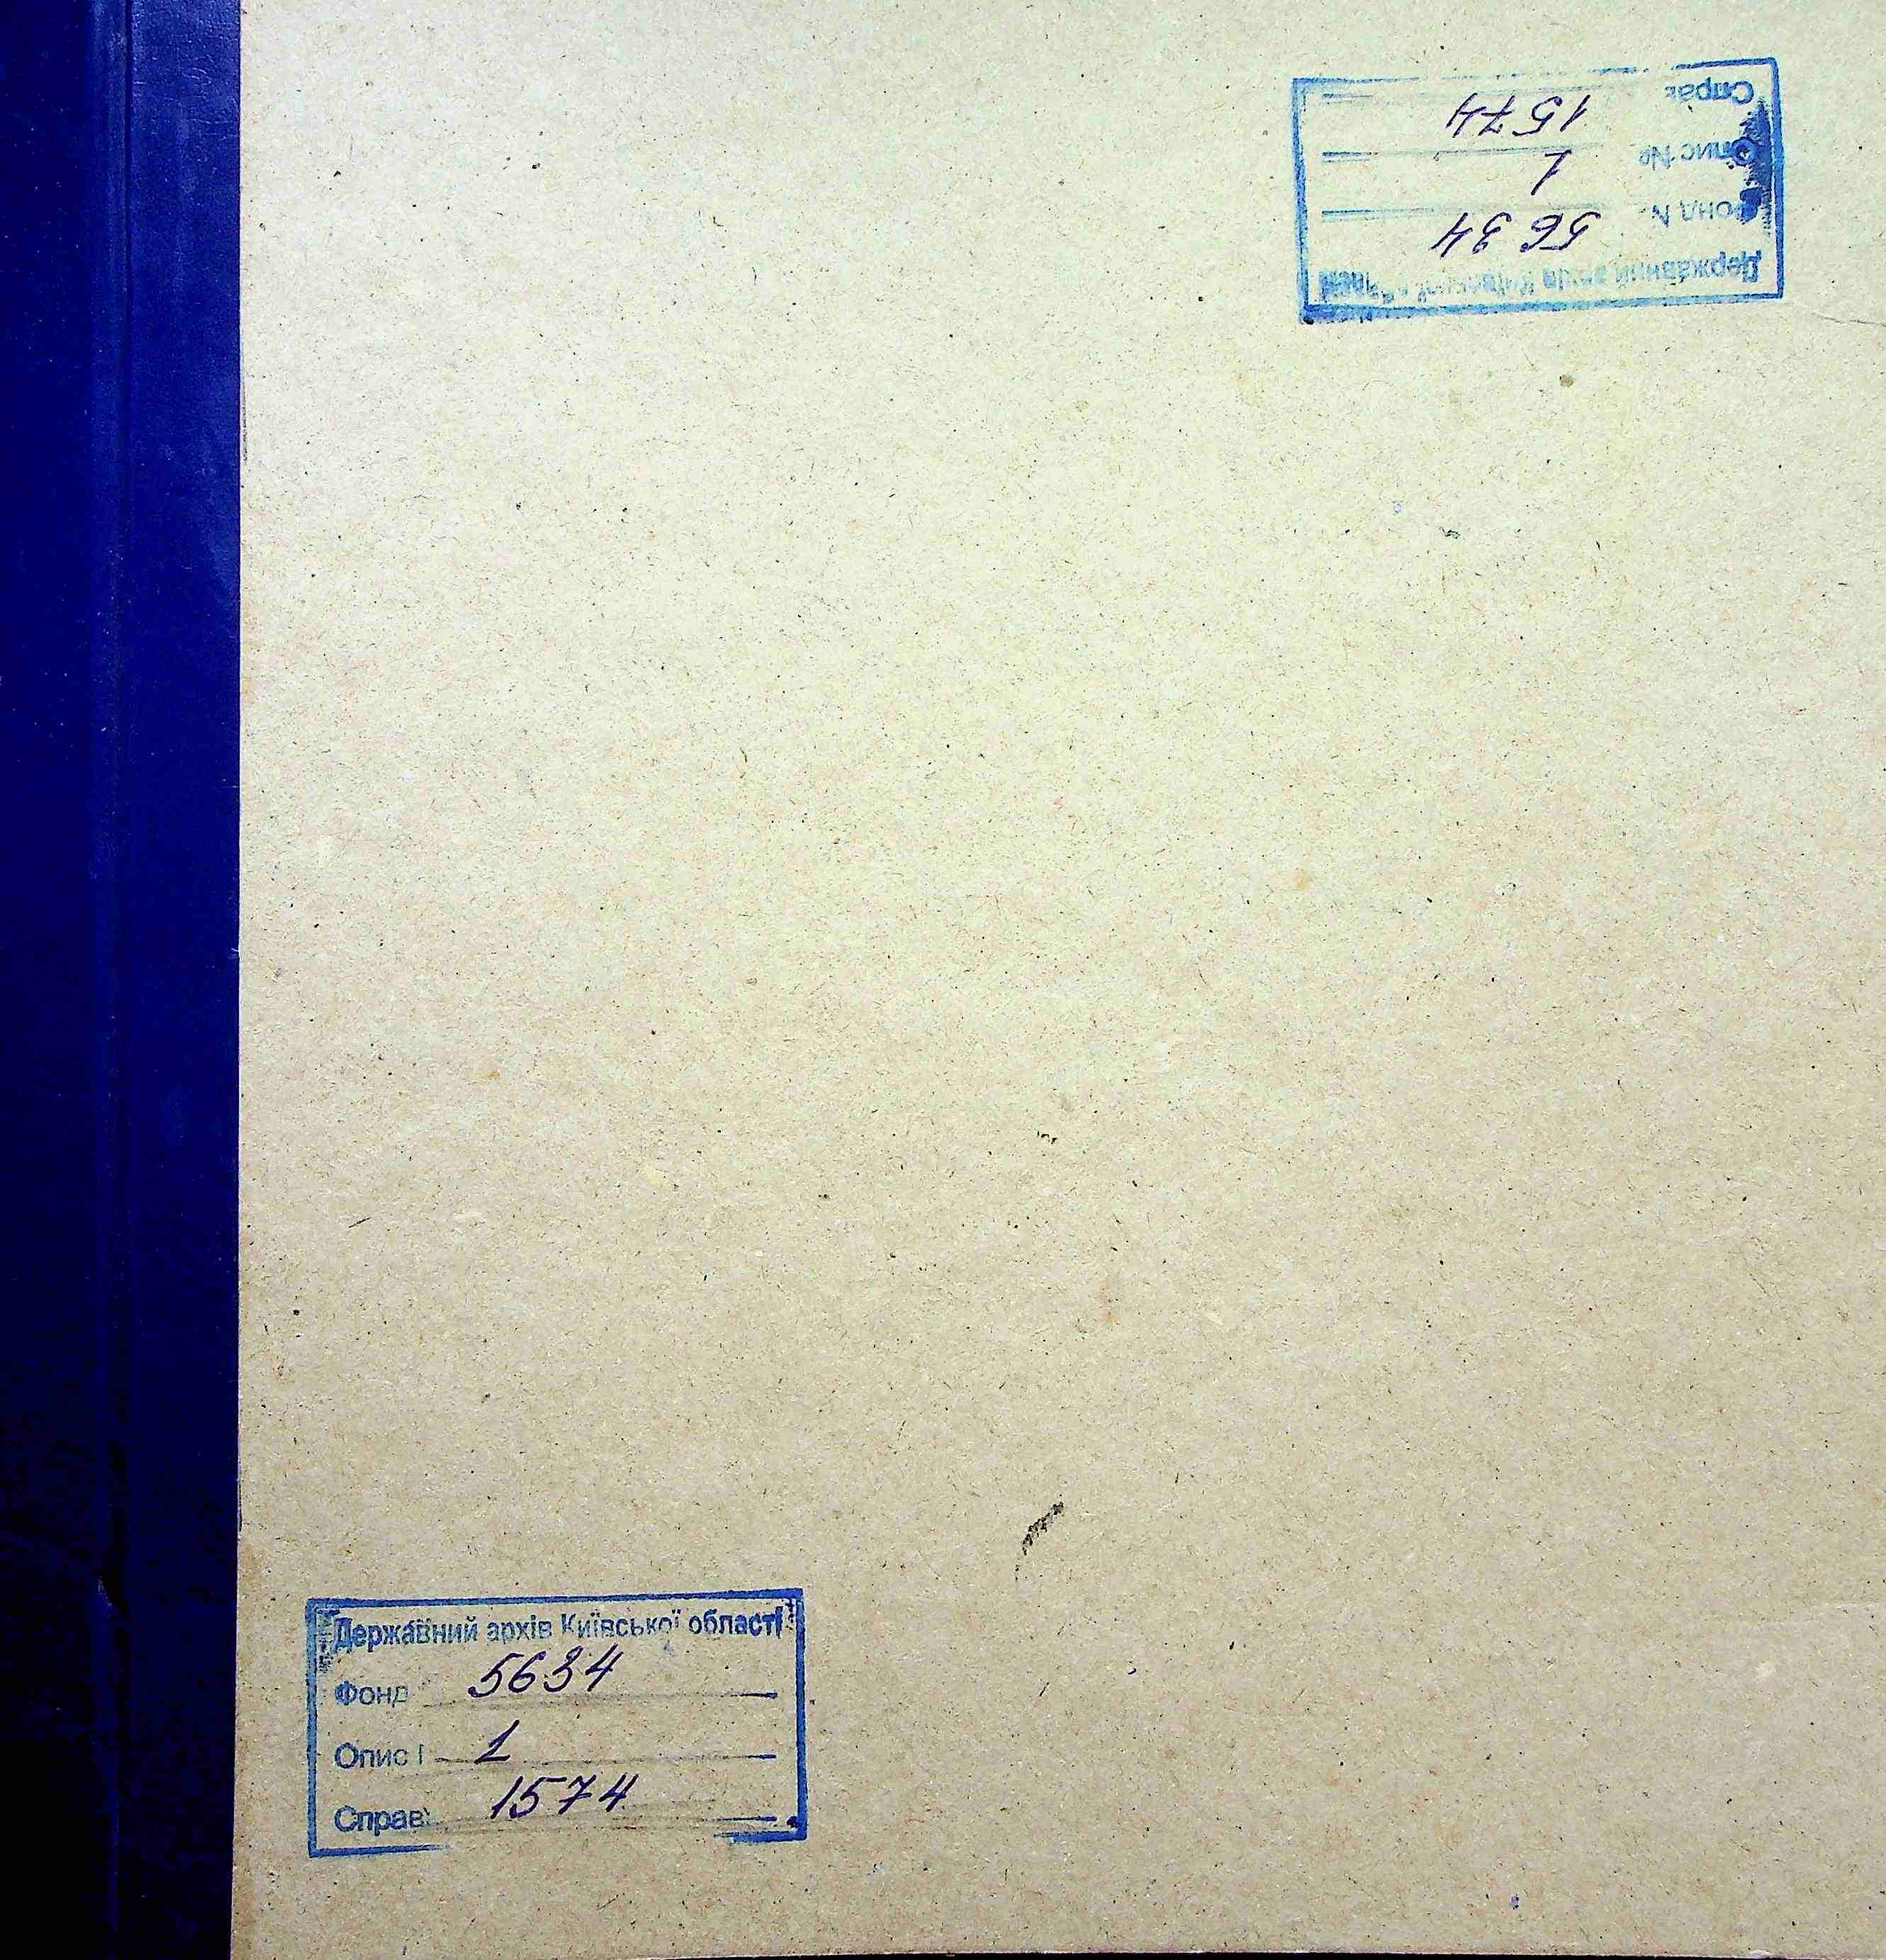 Справ
1574
Опис №
1
Фонд №
5634
Державний архів Київської області
Державний архів Київської області
Фонд 5634
Опис 1
Справ 1574